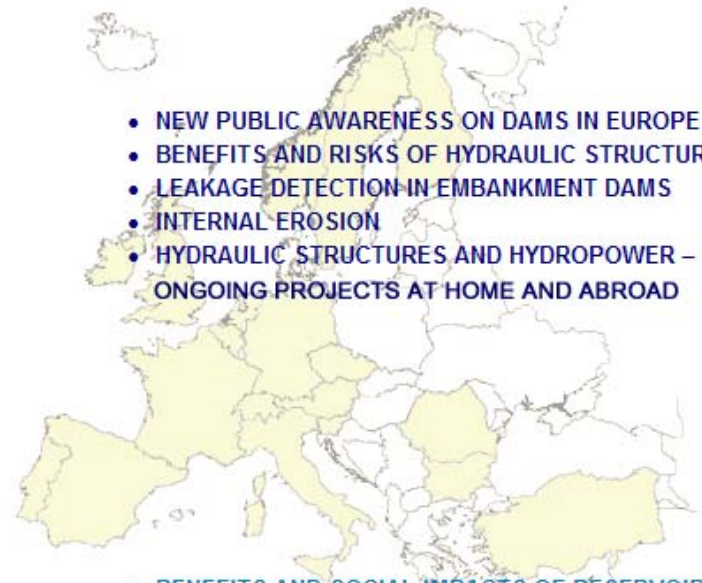 • NEW PUBLIC AWARENESS ON DAMS IN EUROPE
• BENEFITS AND RISKS OF HYDRAULIC STRUCTUR
• LEAKAGE DETECTION IN EMBANKMENT DAMS
• INTERNAL EROSION
• HYDRAULIC STRUCTURES AND HYDROPOWER –
ONGOING PROJECTS AT HOME AND ABROAD
BENEFITS AND SOCIAL IMPACTS OF RESERVOIR